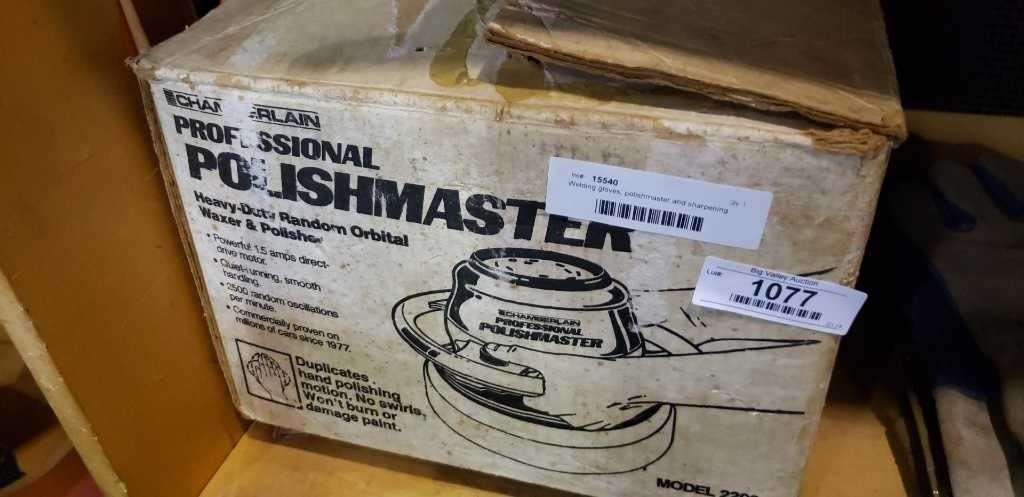 CHAMBERLAIN
PROFESSIONAL
POLISHMASTER
Heavy-Duty Random Orbital
Waxer & Polisher
• Powerful 1.5 amps direct-
drive motor.
• Quiet-running, smooth
handling.
• 2500 random oscillations
per minute.
• Commercially proven on
millions of cars since 1977.
Duplicates
hand polishing
motion. No swirls.
Won't burn or
damage paint.
15540
Welding gloves, polishmaster and sharpening
Big Valley Auction
Lot#:
1077
CHAMBERLAIN
PROFESSIONAL
POLISHMASTER
MODEL